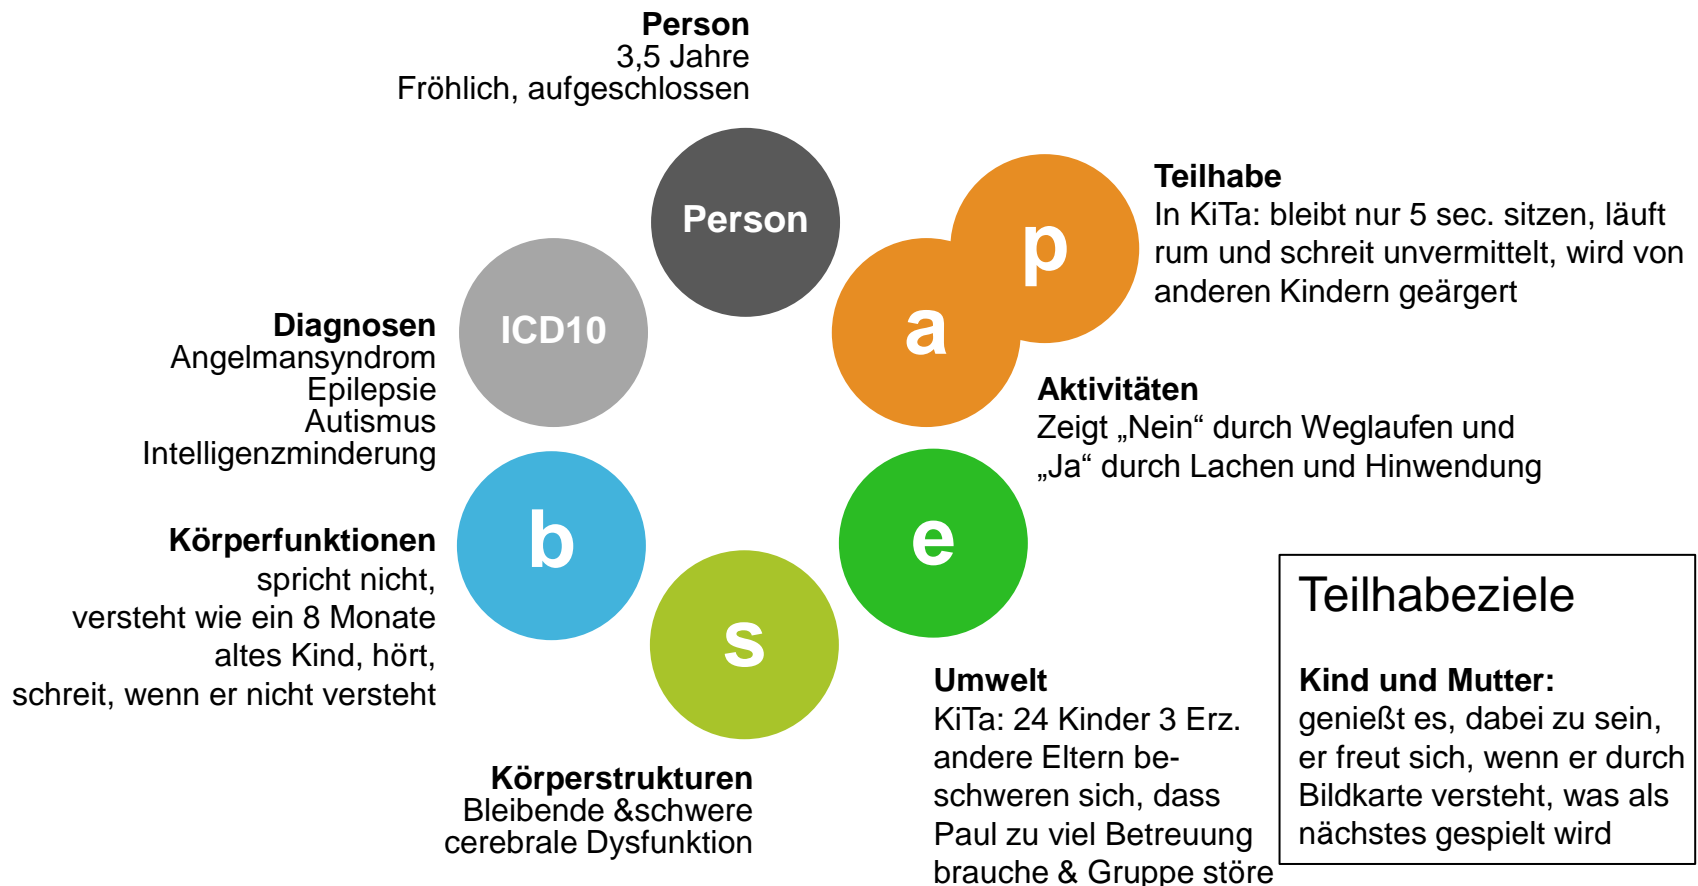 Person
3,5 Jahre
Fröhlich, aufgeschlossen
Person
p
Teilhabe
In KiTa: bleibt nur 5 sec. sitzen, läuft
rum und schreit unvermittelt, wird von
anderen Kindern geärgert
ICD10
a
Diagnosen
Angelmansyndrom
Epilepsie
Autismus
Intelligenzminderung
Aktivitäten
Zeigt „Nein“ durch Weglaufen und
„Ja“ durch Lachen und Hinwendung
b
e
Körperfunktionen
spricht nicht,
versteht wie ein 8 Monate
altes Kind, hört,
schreit, wenn er nicht versteht
s
Körperstrukturen
Bleibende &schwere
cerebrale Dysfunktion
Umwelt
KiTa: 24 Kinder 3 Erz.
andere Eltern be-
schweren sich, dass
Paul zu viel Betreuung
brauche & Gruppe störe
Teilhabeziele
Kind und Mutter:
genießt es, dabei zu sein,
er freut sich, wenn er durch
Bildkarte versteht, was als
nächstes gespielt wird